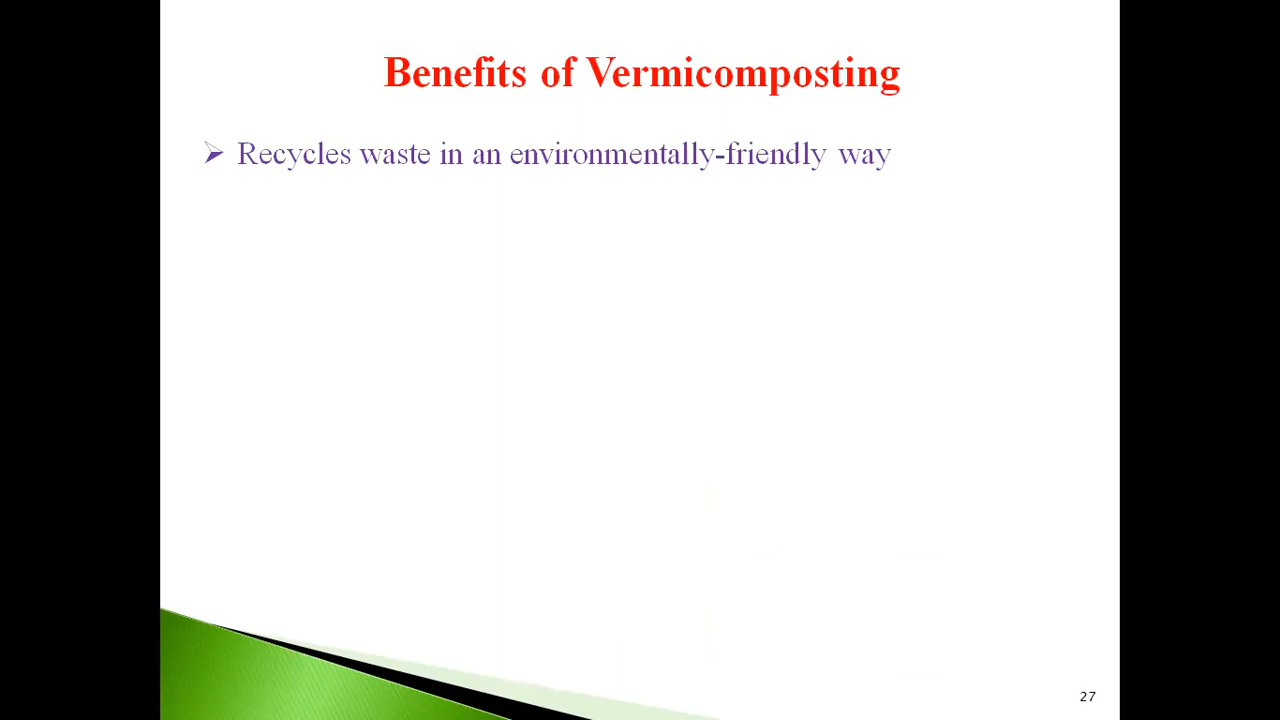 Benefits of Vermicomposting
➢ Recycles waste in an environmentally-friendly way
27